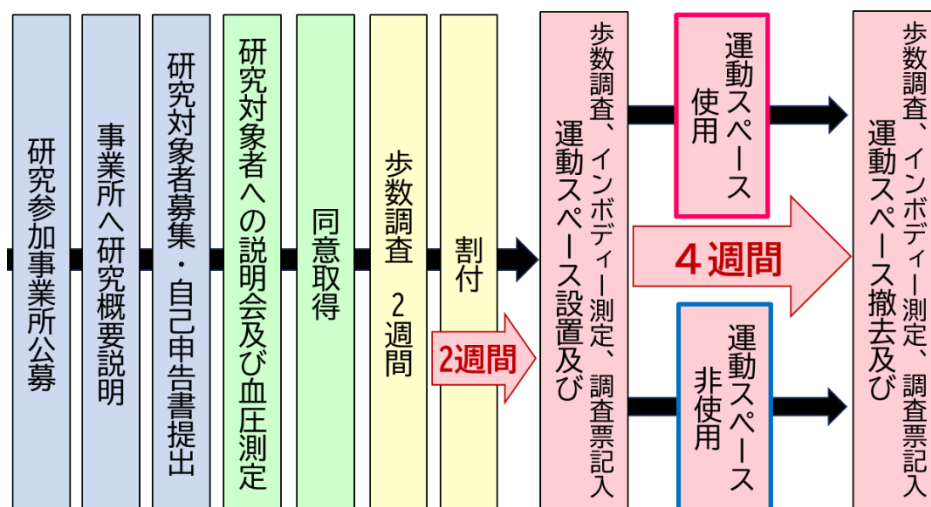 研究参加事業所公募
事業所へ研究概要説明
研究対象者募集・自己申告書提出
研究対象者への説明会及び血圧測定
同意取得
歩数調査 2週間
割付
2週間
運動スペース設置及び
歩数調査、インボディー測定、調査票記入
運動スペース
使用
4週間
運動スペース
非使用
運動スペース撤去及び
歩数調査、インボディー測定、調査票記入